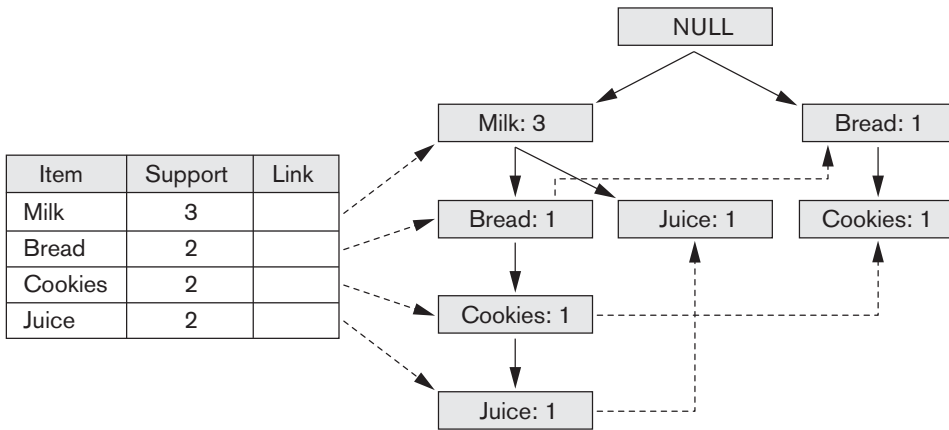 NULL
Milk: 3
Bread: 1
Item Support Link
Milk 3
Bread 2
Cookies 2
Juice 2
Bread: 1
Juice: 1
Cookies: 1
Cookies: 1
Juice: 1